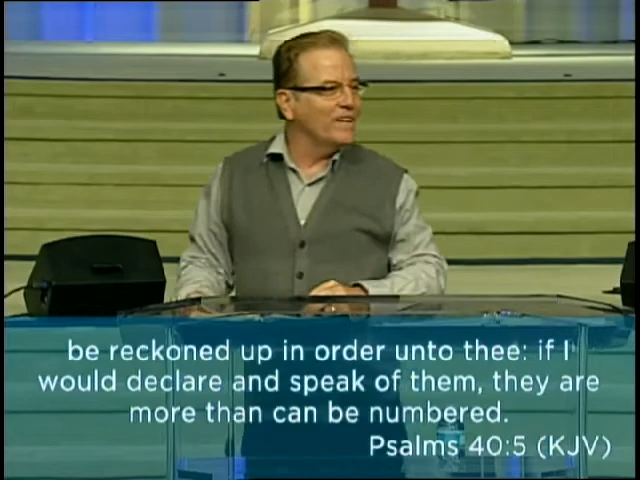 be reckoned up in order unto thee: if I
would declare and speak of them, they are
more than can be numbered.
Psalms 40:5 (KJV)